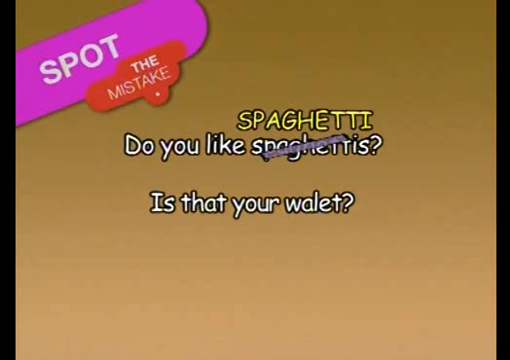 SPOT
THE
MISTAKE
SPAGHETTI
Do you like spaghettis?
Is that your walet?